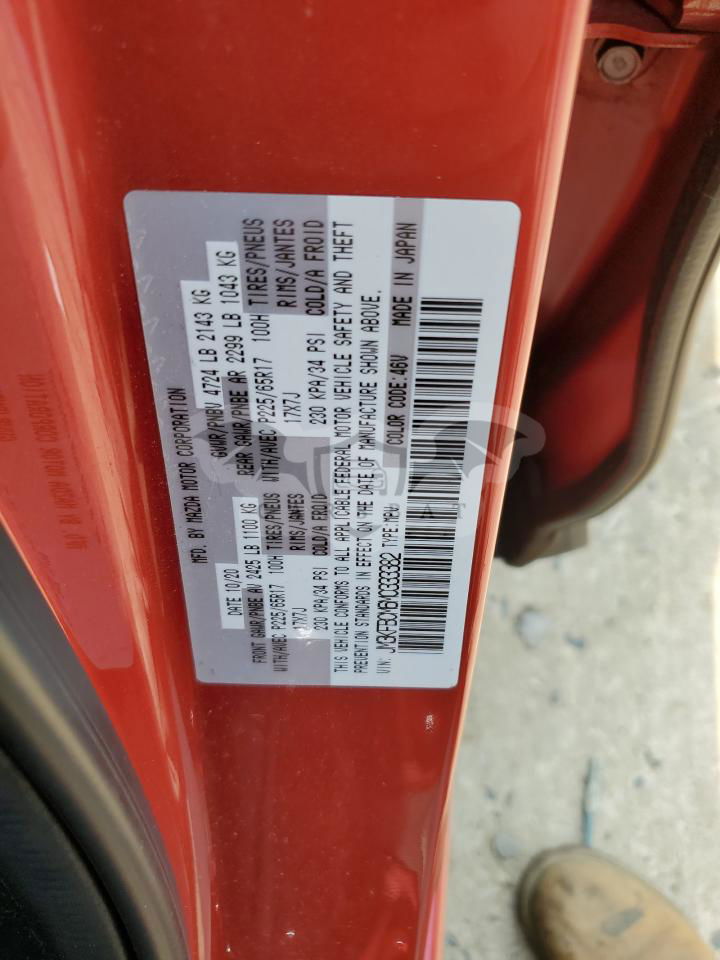 MFD. BY MAZDA MOTOR CORPORATION
DATE 10/20 GVWR/PNBV 4724 LB 2143 KG
FRONT GAWR/PNBE AV 2425 LB 1100 KG REAR GAWR/PNBE AR 2299 LB 1043 KG
WITH/AVEC P225/65R17 100H TIRES/PNEUS WITH/AVEC P225/65R17 100H TIRES/PNEUS
17X7J RIMS/JANTES 17X7J RIMS/JANTES
230 KPA/34 PSI COLD/A FROID 230 KPA/34 PSI COLD/A FROID
THIS VEHICLE CONFORMS TO ALL APPLICABLE FEDERAL MOTOR VEHICLE SAFETY AND THEFT
PREVENTION STANDARDS IN EFFECT ON THE DATE OF MANUFACTURE SHOWN ABOVE.
VIN: JM3KFBCM6M0333382 TYPE:MPV COLOR CODE:46V MADE IN JAPAN